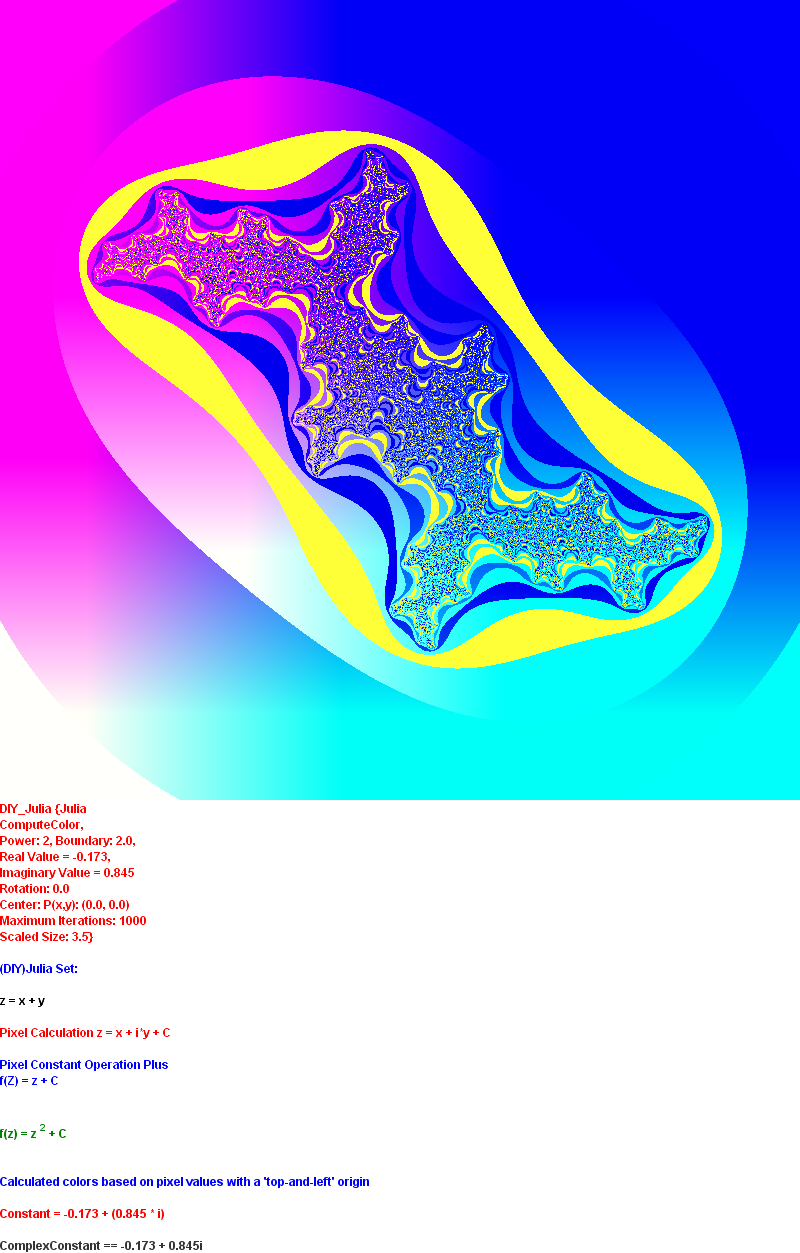 DIY_Julia {Julia
ComputeColor,
Power: 2, Boundary: 2.0,
Real Value = -0.173,
Imaginary Value = 0.845
Rotation: 0.0
Center: P(x,y): (0.0, 0.0)
Maximum Iterations: 1000
Scaled Size: 3.5}
(DIY)Julia Set:
z = x + y
Pixel Calculation z = x + i*y + C
Pixel Constant Operation Plus
f(Z) = z + C
f(z) = z 2 + C
Calculated colors based on pixel values with a 'top-and-left' origin
Constant = -0.173 + (0.845 * i)
ComplexConstant == -0.173 + 0.845i